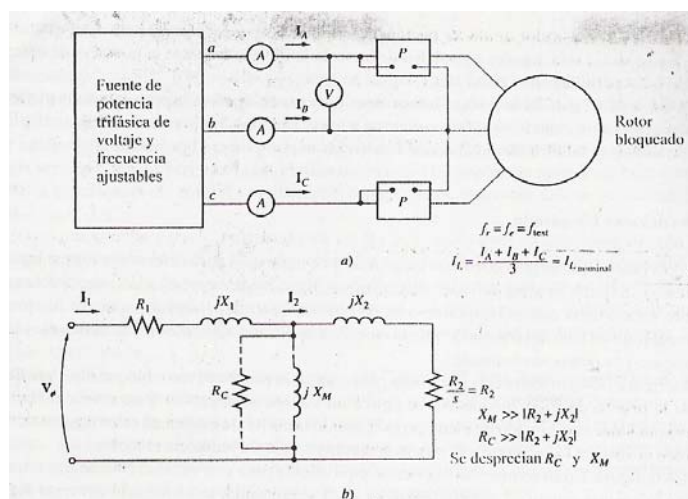 Fuente de
potencia
trifásica de
voltaje y
frecuencia
ajustables
a
A
I_A
P
V
b
A
I_B
c
A
I_C
P
Rotor
bloqueado
a)
f_r = f_e = f_test
I_L = (I_A + I_B + I_C) / 3 = I_L nominal
I_1
R_1
jX_1
I_2
jX_2
R_C
j X_M
R_2 / s = R_2
X_M >> |R_2 + jX_2|
R_C >> |R_2 + jX_2|
Se desprecian R_C y X_M
b)